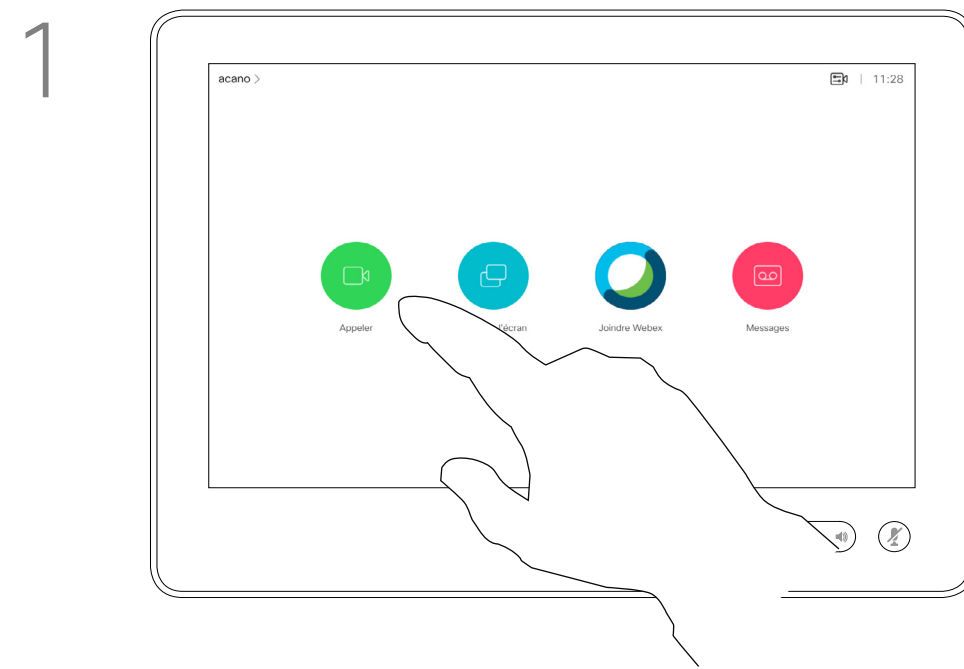 1
acano >
11:28
Appeler
l'écran
Joindre Webex
Messages